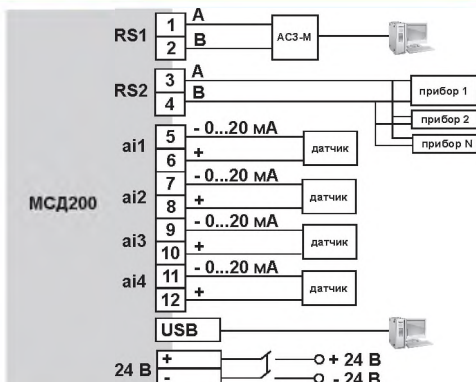 RS1 1 A АС3-М
2 B
RS2 3 A прибор 1
4 B прибор 2
прибор N
ai1 5 - 0...20 мА датчик
6 +
МСД200
ai2 7 - 0...20 мА датчик
8 +
ai3 9 - 0...20 мА датчик
10 +
ai4 11 - 0...20 мА датчик
12 +
USB
24 В + + 24 В
- - 24 В